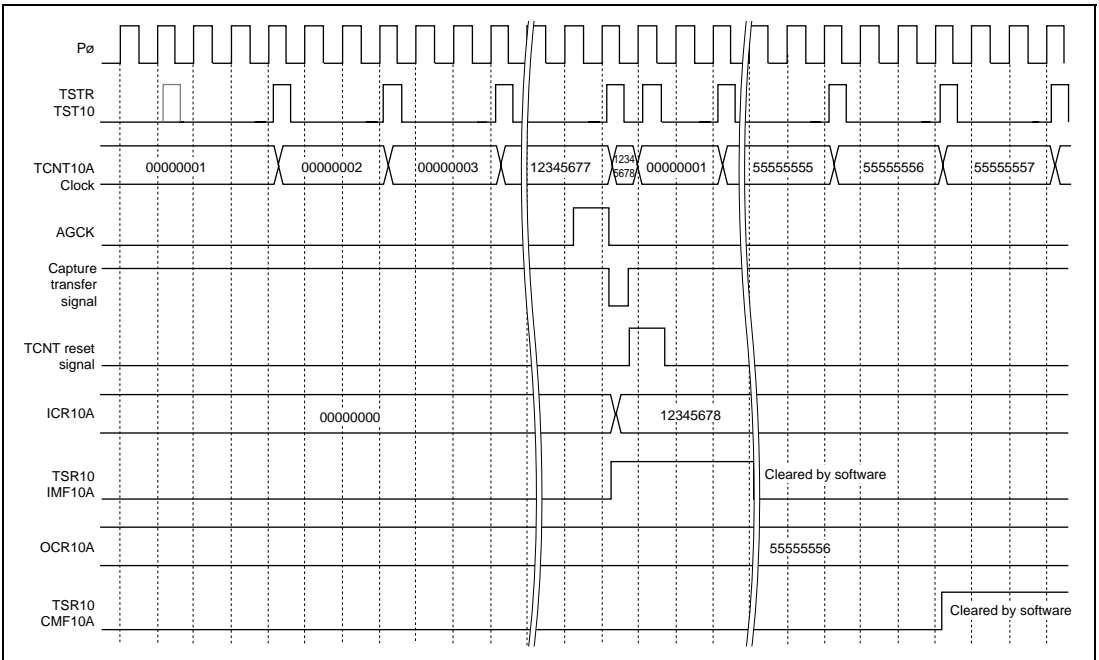 Pø
TSTR
TST10
TCNT10A
Clock
00000001
00000002
00000003
12345677
1234
5678
00000001
55555555
55555556
55555557
AGCK
Capture
transfer
signal
TCNT reset
signal
ICR10A
00000000
12345678
TSR10
IMF10A
Cleared by software
OCR10A
55555556
TSR10
CMF10A
Cleared by software